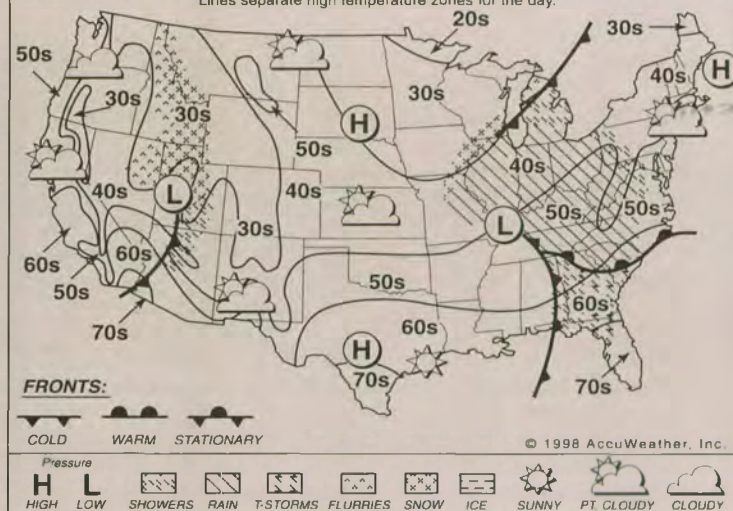 Lines separate high temperature zones for the day.
20s
30s
H
50s
40s
30s
30s
30s
H
50s
40s
40s
40s
L
30s
50s
50s
L
60s
60s
50s
50s
60s
60s
70s
H
70s
70s
FRONTS:
COLD WARM STATIONARY
© 1998 AccuWeather, Inc.
Pressure
H L
HIGH LOW SHOWERS RAIN T-STORMS FLURRIES SNOW ICE SUNNY PT. CLOUDY CLOUDY